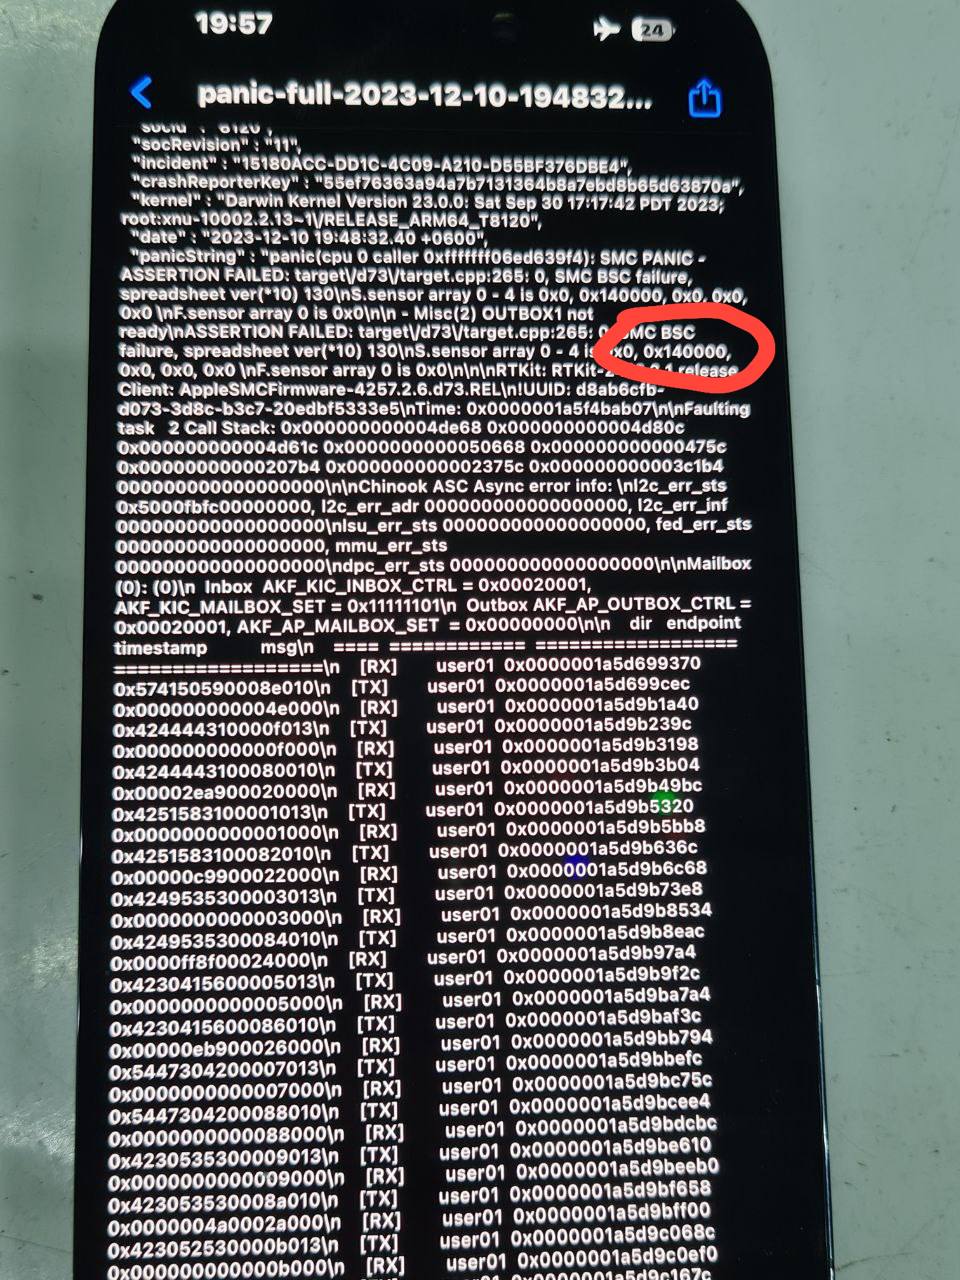 19:57
24
panic-full-2023-12-10-194832...
"socId" : "8120",
"socRevision" : "11",
"incident" : "15180ACC-DD1C-4C09-A210-D55BF376DBE4",
"crashReporterKey" : "55ef76363a94a7b7131364b8a7ebd8b65d63870a",
"kernel" : "Darwin Kernel Version 23.0.0: Sat Sep 30 17:17:42 PDT 2023;
root:xnu-10002.2.13~1\/RELEASE_ARM64_T8120",
"date" : "2023-12-10 19:48:32.40 +0600",
"panicString" : "panic(cpu 0 caller 0xfffffff06ed639f4): SMC PANIC -
ASSERTION FAILED: target\/d73\/target.cpp:265: 0, SMC BSC failure,
spreadsheet ver(*10) 130\nS.sensor array 0 - 4 is 0x0, 0x140000, 0x0, 0x0,
0x0 \nF.sensor array 0 is 0x0\n\n - Misc(2) OUTBOX1 not
ready\nASSERTION FAILED: target\/d73\/target.cpp:265: 0, SMC BSC
failure, spreadsheet ver(*10) 130\nS.sensor array 0 - 4 is 0x0, 0x140000,
0x0, 0x0, 0x0 \nF.sensor array 0 is 0x0\n\n\nRTKit: release
Client: AppleSMCFirmware-4257.2.6.d73.REL\n!UUID: d8ab6cfb-
d073-3d8c-b3c7-20edbf5333e5\nTime: 0x0000001a5f4bab07\n\nFaulting
task 2 Call Stack: 0x000000000004de68 0x000000000004d80c
0x000000000004d61c 0x0000000000050668 0x000000000000475c
0x00000000000207b4 0x000000000002375c 0x000000000003c1b4
0000000000000000\n\nChinook ASC Async error info: \nl2c_err_sts
0x5000fbfc00000000, l2c_err_adr 0000000000000000, l2c_err_inf
0000000000000000\nlsu_err_sts 0000000000000000, fed_err_sts
0000000000000000, mmu_err_sts
0000000000000000\ndpc_err_sts 0000000000000000\n\nMailbox
(0): (0)\n Inbox AKF_KIC_INBOX_CTRL = 0x00020001,
AKF_KIC_MAILBOX_SET = 0x11111101\n Outbox AKF_AP_OUTBOX_CTRL =
0x00020001, AKF_AP_MAILBOX_SET = 0x00000000\n\n dir endpoint
timestamp msg\n ==== ============ ==================
==================\n [RX] user01 0x0000001a5d699370
0x574150590008e010\n [TX] user01 0x0000001a5d699cec
0x000000000004e000\n [RX] user01 0x0000001a5d9b1a40
0x424444310000f013\n [TX] user01 0x0000001a5d9b239c
0x000000000000f000\n [RX] user01 0x0000001a5d9b3198
0x4244443100080010\n [TX] user01 0x0000001a5d9b3b04
0x00002ea900020000\n [RX] user01 0x0000001a5d9b49bc
0x4251583100001013\n [TX] user01 0x0000001a5d9b5320
0x0000000000001000\n [RX] user01 0x0000001a5d9b5bb8
0x4251583100082010\n [TX] user01 0x0000001a5d9b636c
0x00000c9900022000\n [RX] user01 0x0000001a5d9b6c68
0x4249535300003013\n [TX] user01 0x0000001a5d9b73e8
0x0000000000003000\n [RX] user01 0x0000001a5d9b8534
0x4249535300084010\n [TX] user01 0x0000001a5d9b8eac
0x0000ff8f00024000\n [RX] user01 0x0000001a5d9b97a4
0x4230415600005013\n [TX] user01 0x0000001a5d9b9f2c
0x0000000000005000\n [RX] user01 0x0000001a5d9ba7a4
0x4230415600086010\n [TX] user01 0x0000001a5d9baf3c
0x00000eb900026000\n [RX] user01 0x0000001a5d9bb794
0x5447304200007013\n [TX] user01 0x0000001a5d9bbefc
0x0000000000007000\n [RX] user01 0x0000001a5d9bc75c
0x5447304200088010\n [TX] user01 0x0000001a5d9bcee4
0x0000000000088000\n [RX] user01 0x0000001a5d9bdcbc
0x4230535300009013\n [TX] user01 0x0000001a5d9be610
0x0000000000009000\n [RX] user01 0x0000001a5d9beeb0
0x423053530008a010\n [TX] user01 0x0000001a5d9bf658
0x0000004a0002a000\n [RX] user01 0x0000001a5d9bff00
0x423052530000b013\n [TX] user01 0x0000001a5d9c068c
0x000000000000b000\n [RX] user01 0x0000001a5d9c0ef0
user01 0x0000001a5d9c167c